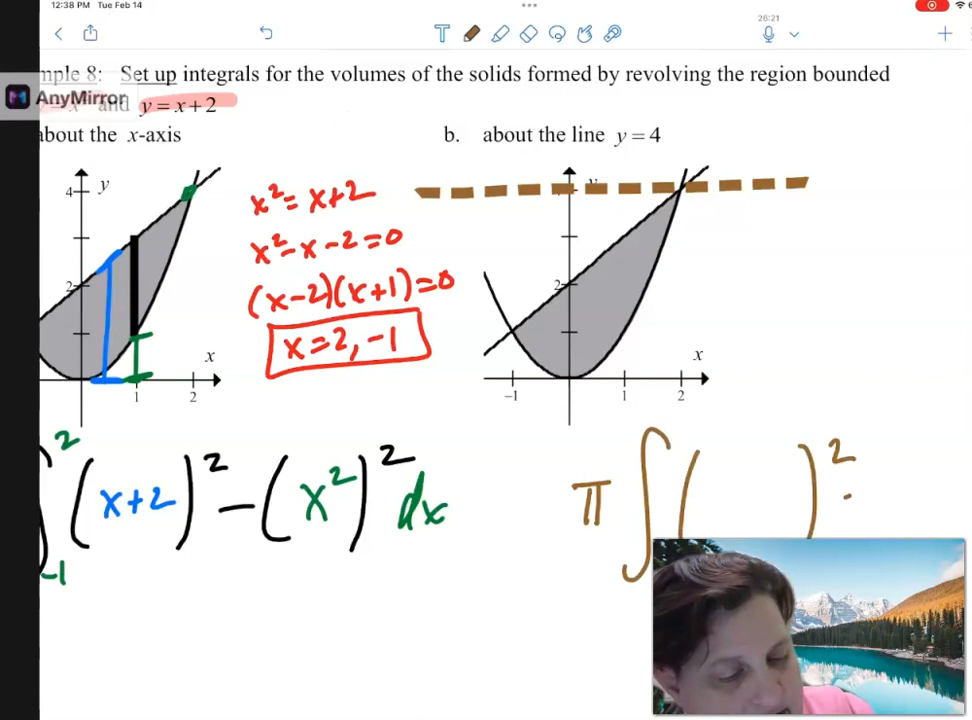 12:38 PM Tue Feb 14
26:21
mple 8: Set up integrals for the volumes of the solids formed by revolving the region bounded
AnyMirror
and y = x + 2
about the x-axis
b. about the line y = 4
4 y
2
x
1 2
x² = x+2
x²-x-2=0
(x-2)(x+1)=0
x=2, -1
y
2
x
-1 1 2
2
(x+2)² - (x²)² dx
-1
π ∫ ( )²